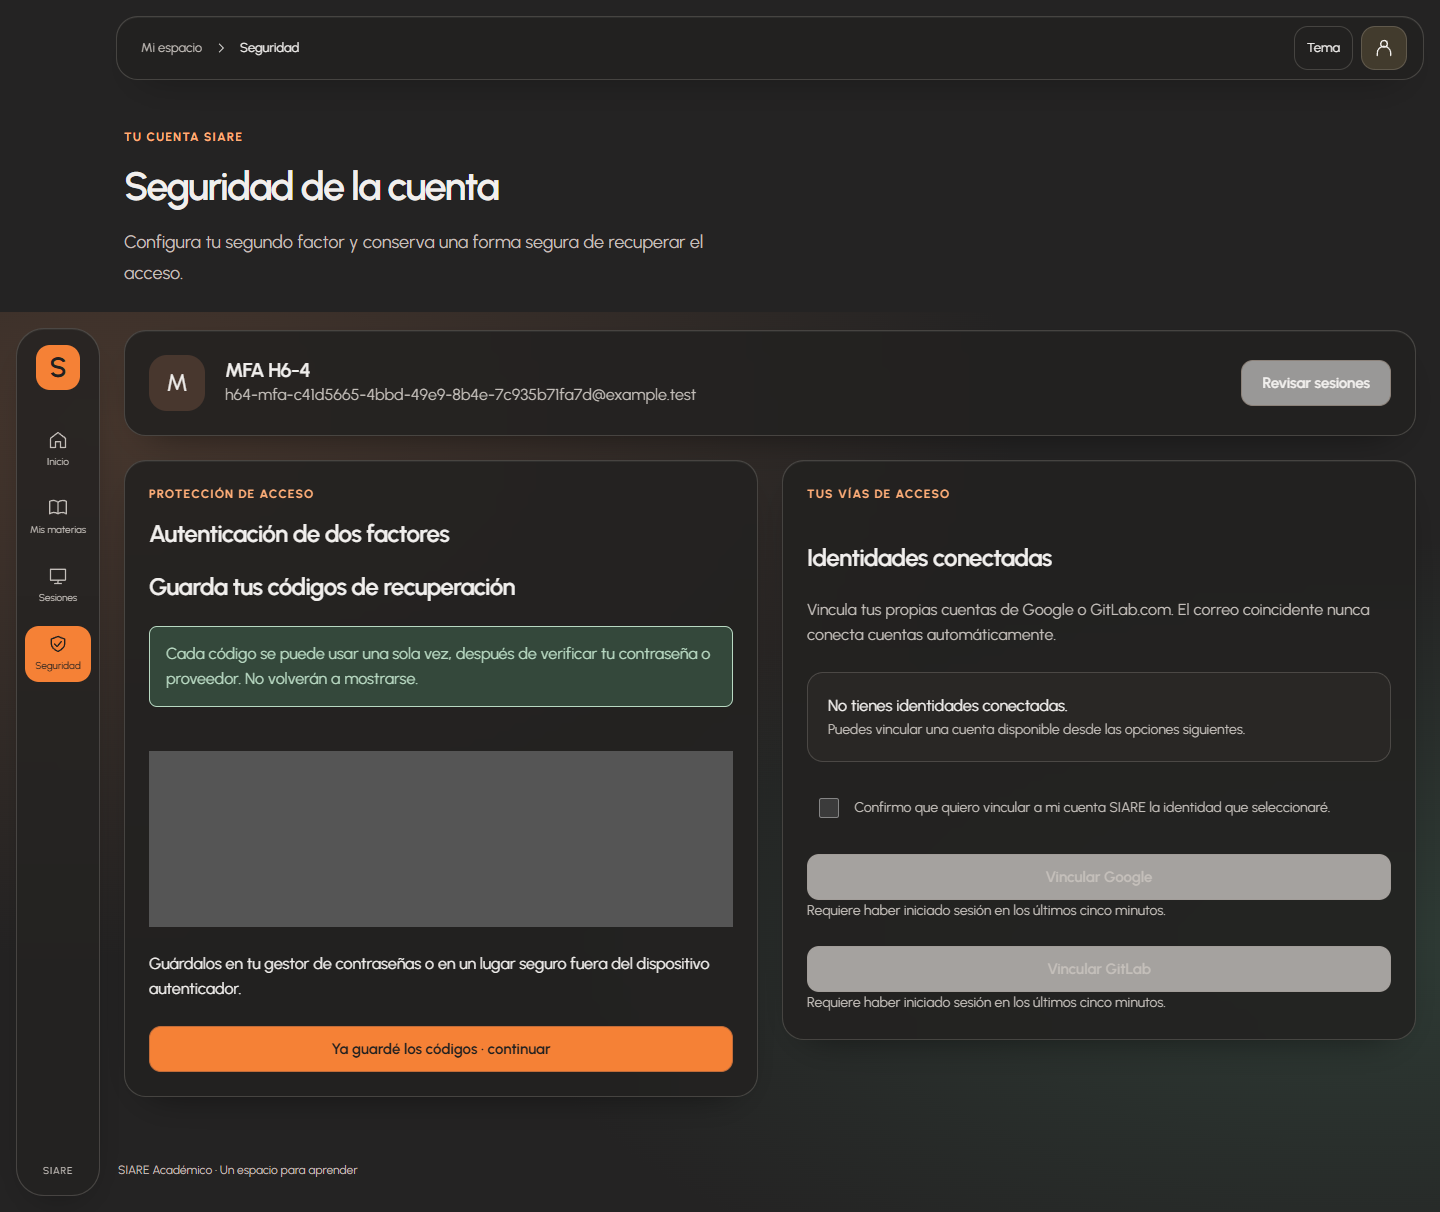 Mi espacio > Seguridad
Tema
TU CUENTA SIARE
Seguridad de la cuenta
Configura tu segundo factor y conserva una forma segura de recuperar el
acceso.
S
Inicio
Mis materias
Sesiones
Seguridad
SIARE
M
MFA H6-4
h64-mfa-c41d5665-4bbd-49e9-8b4e-7c935b71fa7d@example.test
Revisar sesiones
PROTECCIÓN DE ACCESO
Autenticación de dos factores
Guarda tus códigos de recuperación
Cada código se puede usar una sola vez, después de verificar tu contraseña o
proveedor. No volverán a mostrarse.
Guárdalos en tu gestor de contraseñas o en un lugar seguro fuera del dispositivo
autenticador.
Ya guardé los códigos · continuar
TUS VÍAS DE ACCESO
Identidades conectadas
Vincula tus propias cuentas de Google o GitLab.com. El correo coincidente nunca
conecta cuentas automáticamente.
No tienes identidades conectadas.
Puedes vincular una cuenta disponible desde las opciones siguientes.
Confirmo que quiero vincular a mi cuenta SIARE la identidad que seleccionaré.
Vincular Google
Requiere haber iniciado sesión en los últimos cinco minutos.
Vincular GitLab
Requiere haber iniciado sesión en los últimos cinco minutos.
SIARE Académico · Un espacio para aprender